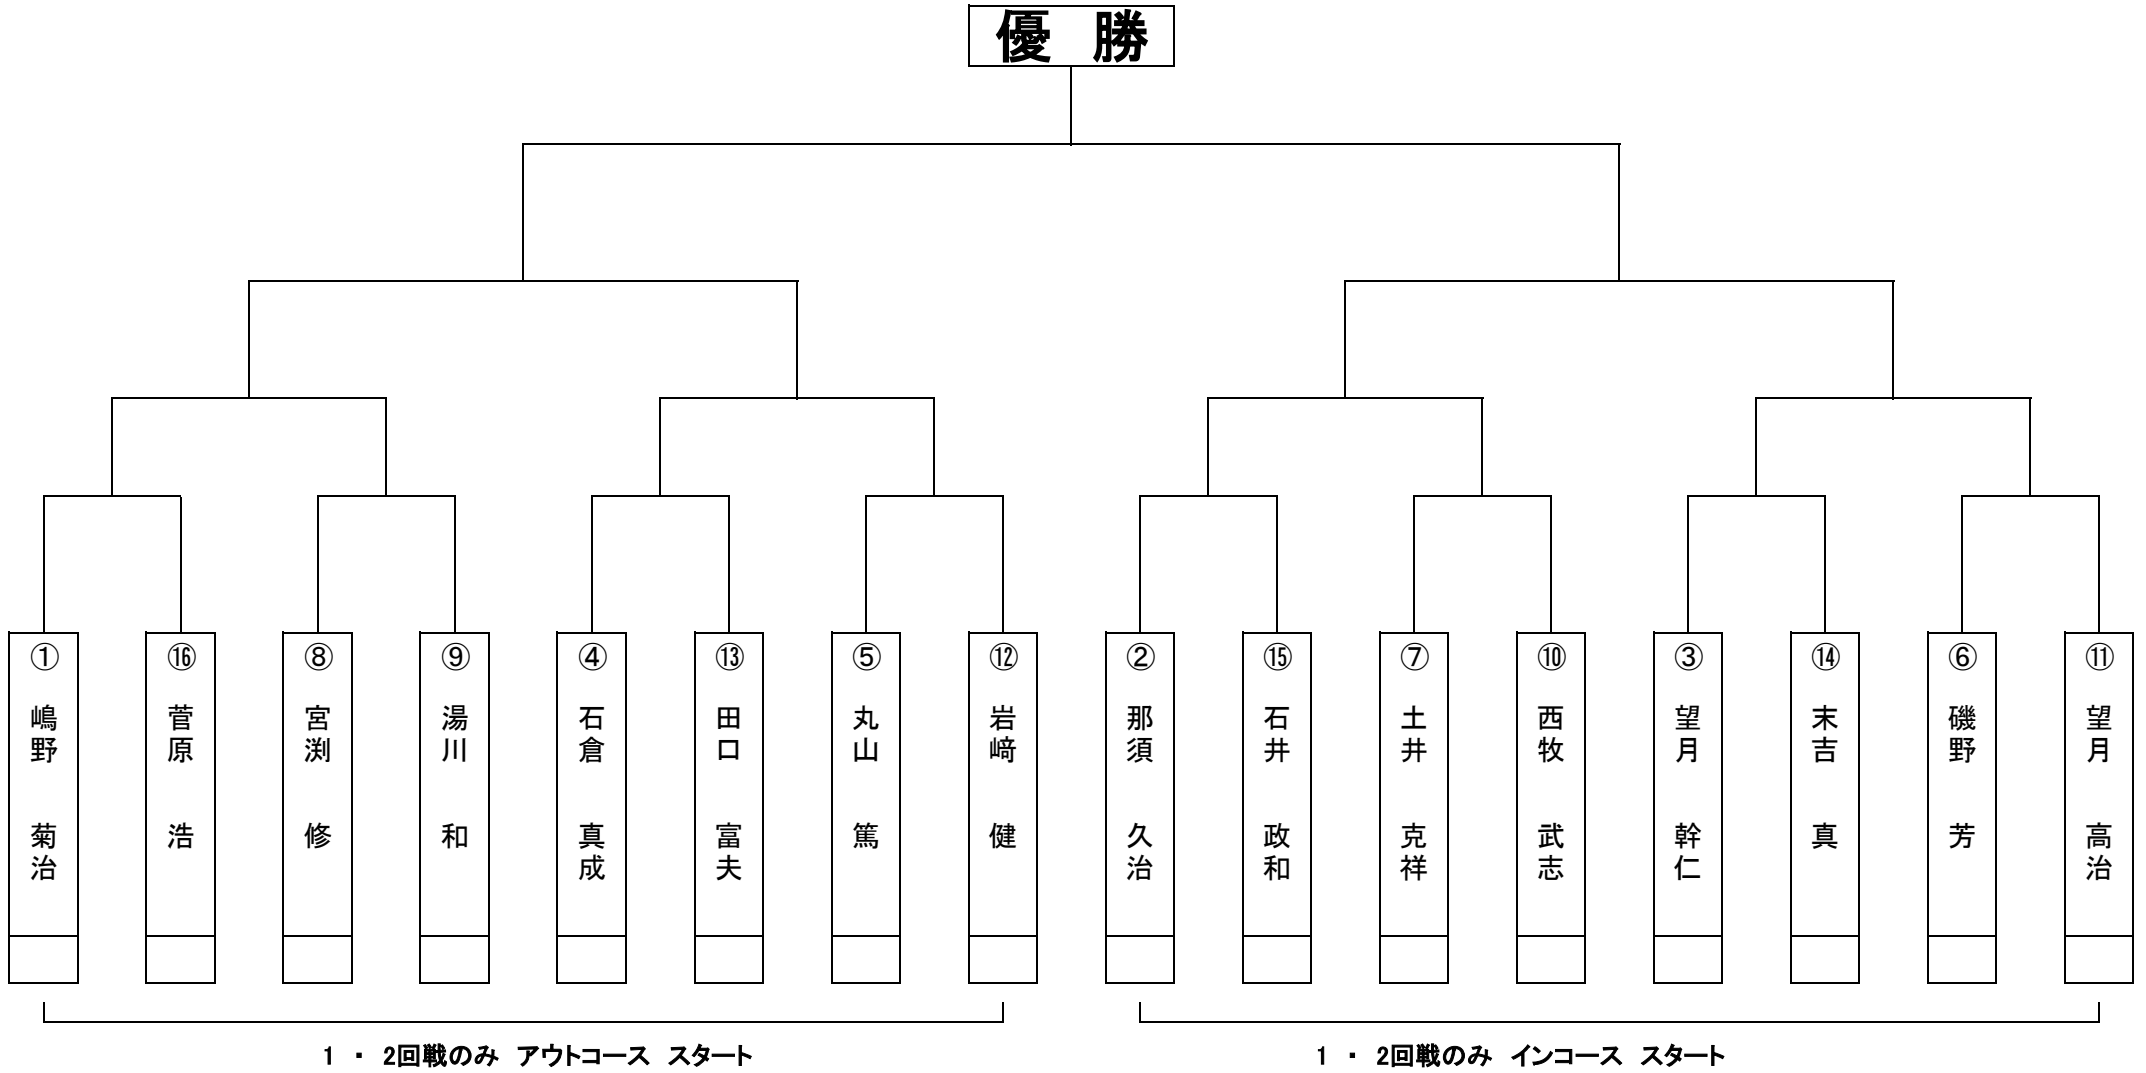 優　勝
① 嶋野 菊治
⑯ 菅原 浩
⑧ 宮渕 修
⑨ 湯川 和
④ 石倉 真成
⑬ 田口 富夫
⑤ 丸山 篤
⑫ 岩﨑 健
② 那須 久治
⑮ 石井 政和
⑦ 土井 克祥
⑩ 西牧 武志
③ 望月 幹仁
⑭ 末吉 真
⑥ 磯野 芳
⑪ 望月 高治
1 ・ 2回戦のみ アウトコース スタート
1 ・ 2回戦のみ インコース スタート